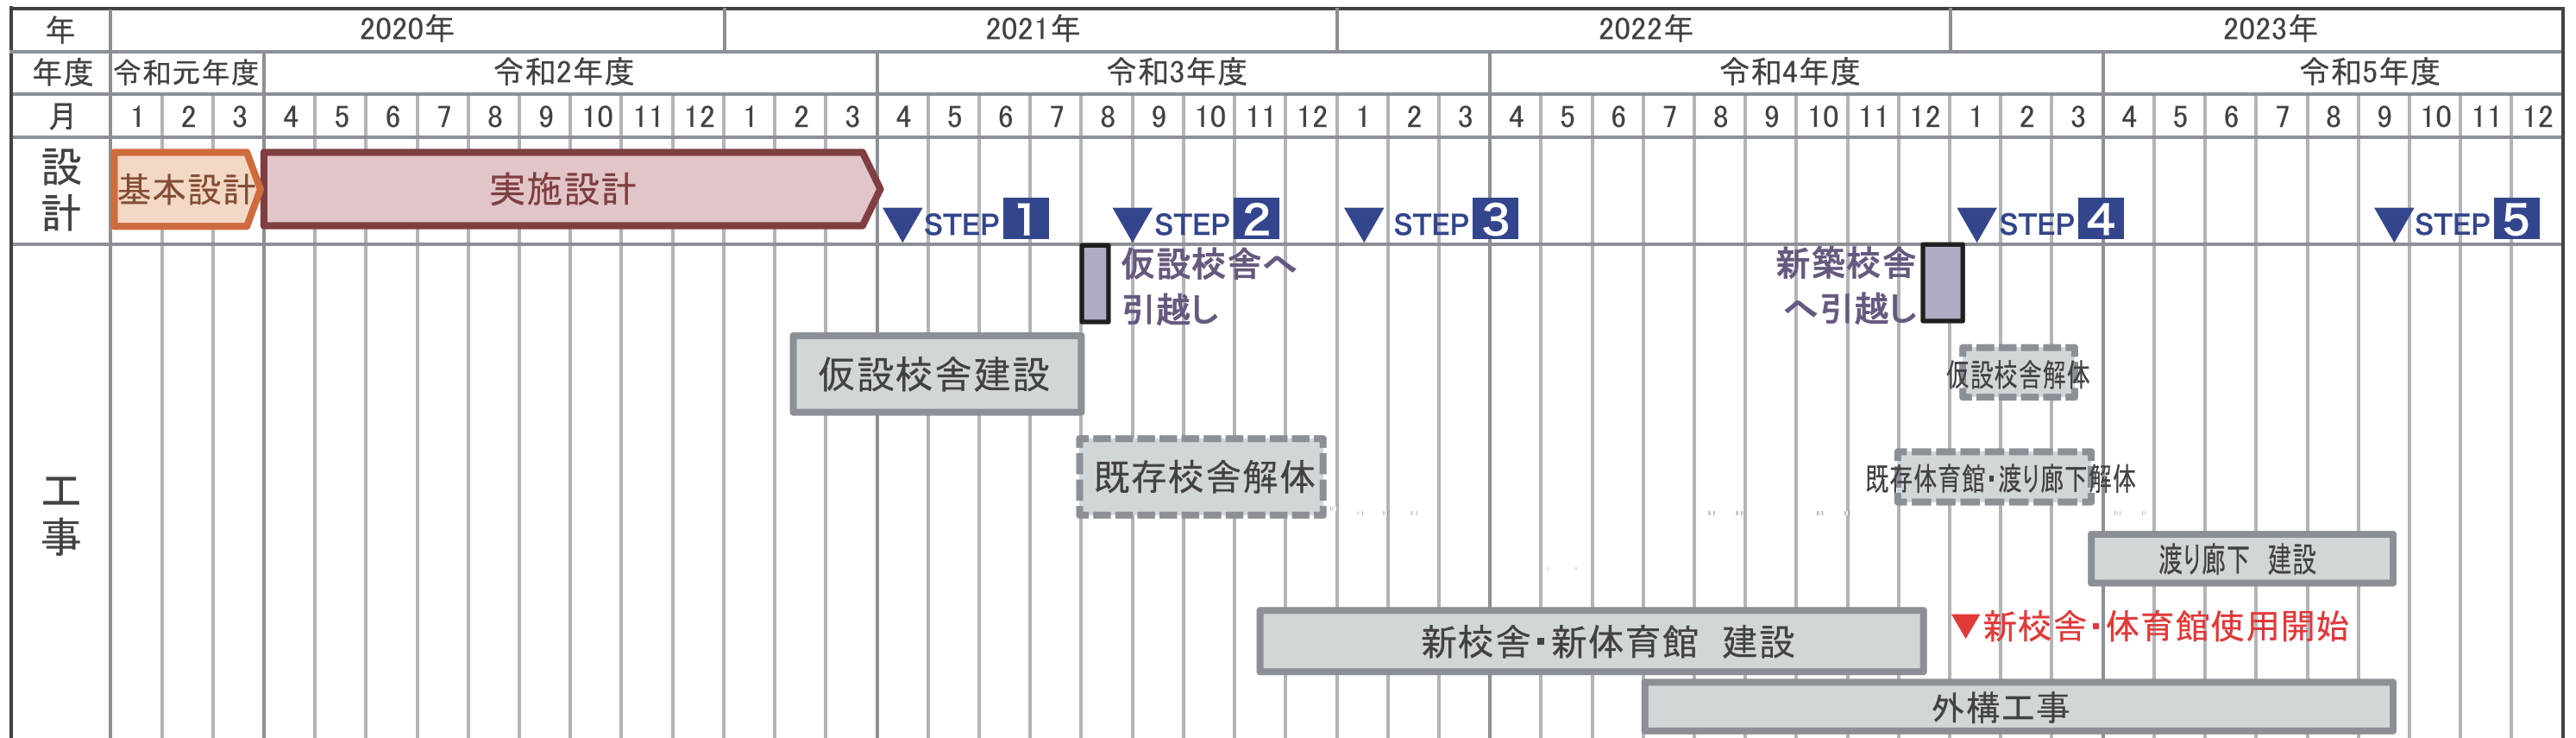 年 2020年 2021年 2022年 2023年
年度 令和元年度 令和2年度 令和3年度 令和4年度 令和5年度
月 1 2 3 4 5 6 7 8 9 10 11 12 1 2 3 4 5 6 7 8 9 10 11 12 1 2 3 4 5 6 7 8 9 10 11 12 1 2 3 4 5 6 7 8 9 10 11 12
設計
基本設計 実施設計
▼STEP 1 ▼STEP 2 ▼STEP 3 ▼STEP 4 ▼STEP 5
工事
仮設校舎へ
引越し
新築校舎
へ引越し
仮設校舎建設
仮設校舎解体
既存校舎解体
既存体育館・渡り廊下解体
渡り廊下 建設
新校舎・新体育館 建設
▼新校舎・体育館使用開始
外構工事